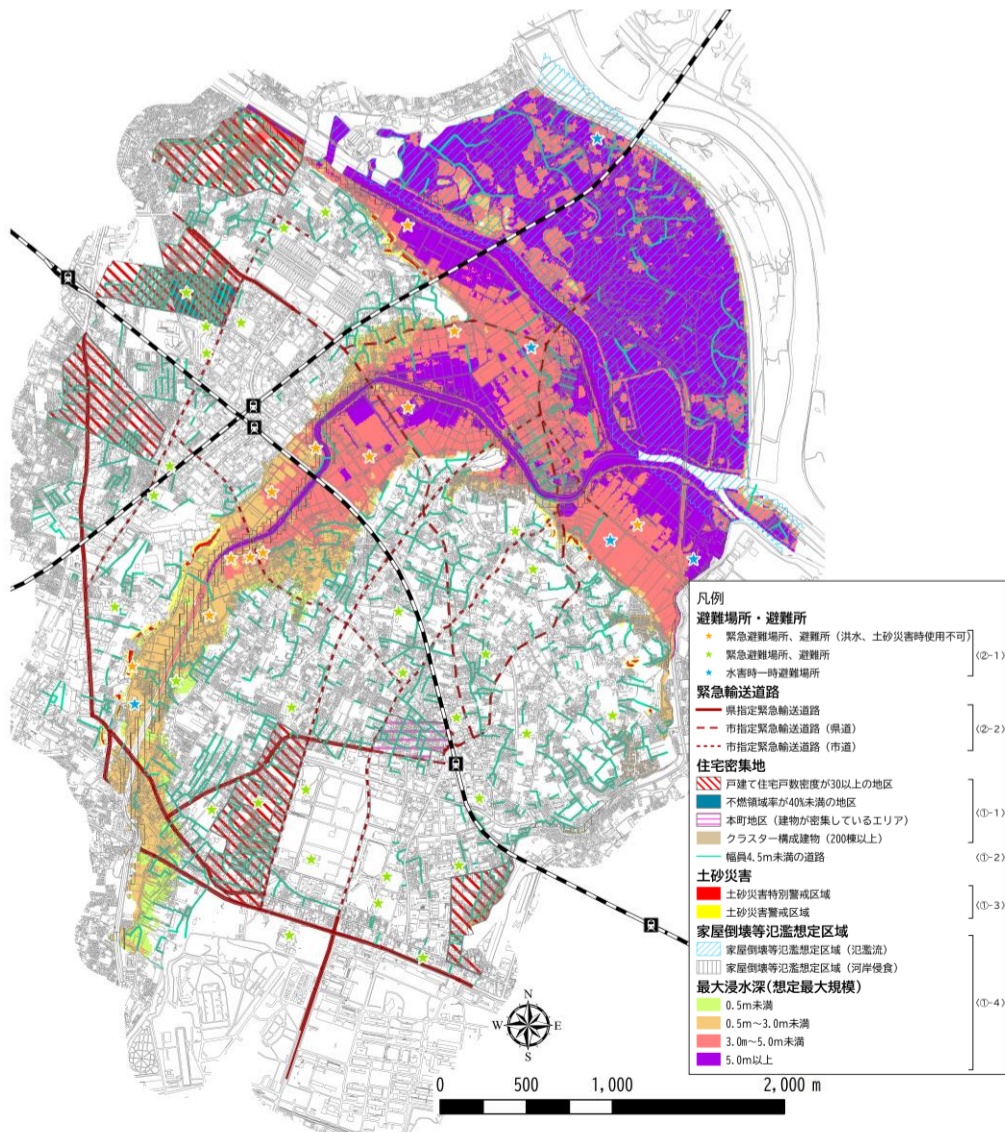 凡例
避難場所・避難所
緊急避難場所、避難所（洪水、土砂災害時使用不可）
緊急避難場所、避難所
水害時一時避難場所
〈②-1〉
緊急輸送道路
県指定緊急輸送道路
市指定緊急輸送道路（県道）
市指定緊急輸送道路（市道）
〈②-2〉
住宅密集地
戸建て住宅戸数密度が30以上の地区
不燃領域率が40%未満の地区
本町地区（建物が密集しているエリア）
クラスター構成建物（200棟以上）
〈①-1〉
幅員4.5m未満の道路
〈①-2〉
土砂災害
土砂災害特別警戒区域
土砂災害警戒区域
〈①-3〉
家屋倒壊等氾濫想定区域
家屋倒壊等氾濫想定区域（氾濫流）
家屋倒壊等氾濫想定区域（河岸侵食）
最大浸水深(想定最大規模)
0.5m未満
0.5m～3.0m未満
3.0m～5.0m未満
5.0m以上
〈①-4〉
N
W E
S
0 500 1,000 2,000 m